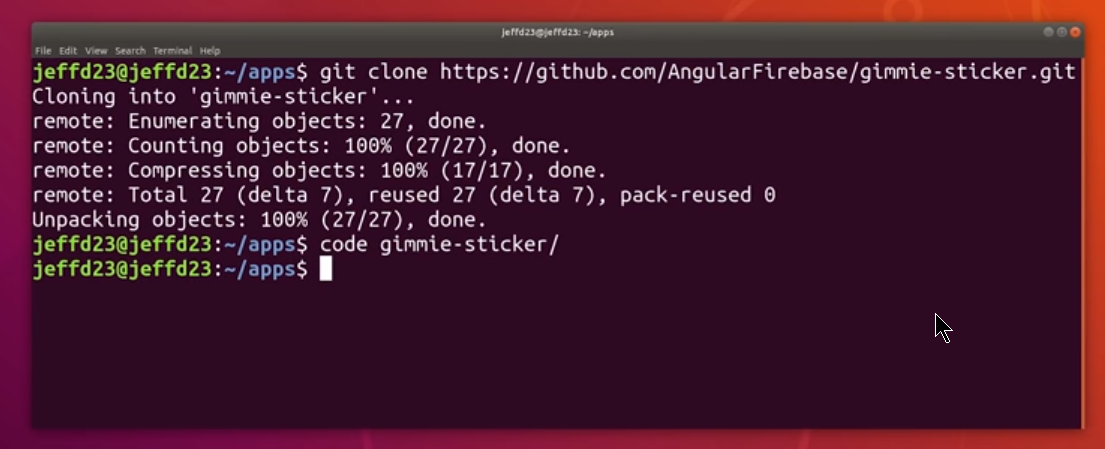 jeffd23@jeffd23: ~/apps
File Edit View Search Terminal Help
jeffd23@jeffd23:~/apps$ git clone https://github.com/AngularFirebase/gimmie-sticker.git
Cloning into 'gimmie-sticker'...
remote: Enumerating objects: 27, done.
remote: Counting objects: 100% (27/27), done.
remote: Compressing objects: 100% (17/17), done.
remote: Total 27 (delta 7), reused 27 (delta 7), pack-reused 0
Unpacking objects: 100% (27/27), done.
jeffd23@jeffd23:~/apps$ code gimmie-sticker/
jeffd23@jeffd23:~/apps$